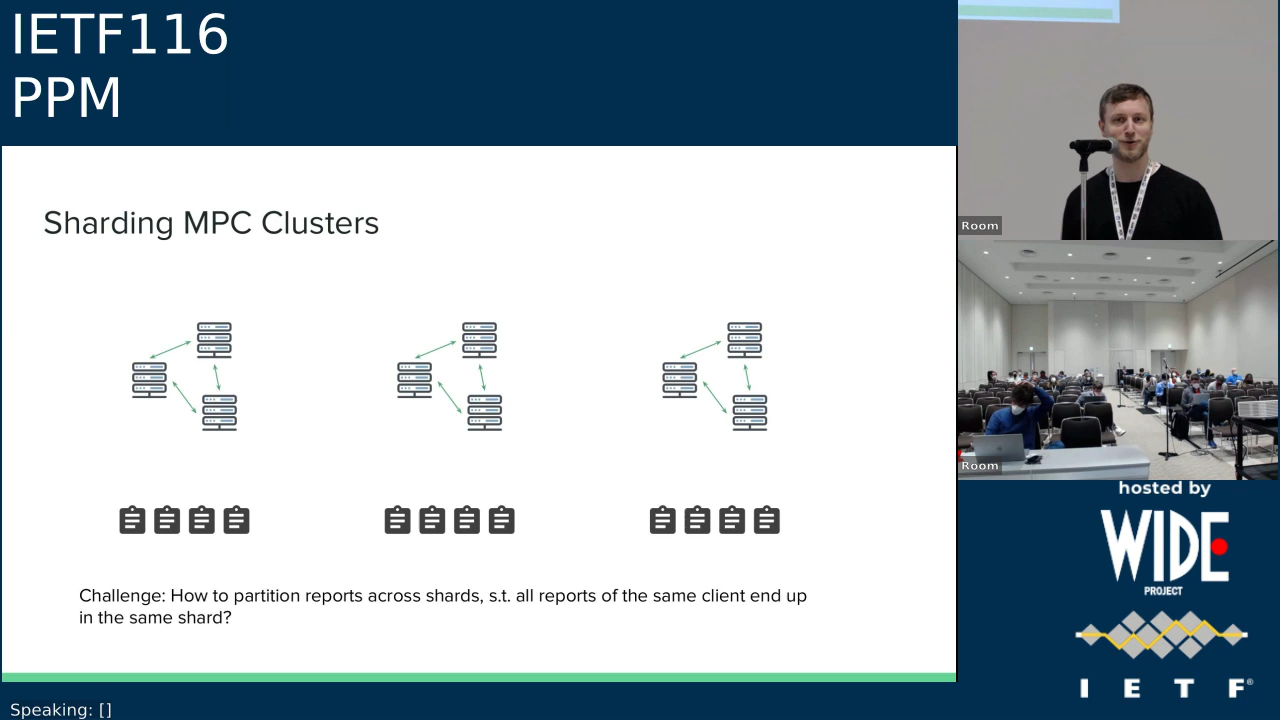 IETF116
PPM
Sharding MPC Clusters
Challenge: How to partition reports across shards, s.t. all reports of the same client end up
in the same shard?
Speaking: []
Room
Room
hosted by
WIDE
PROJECT
I E T F®